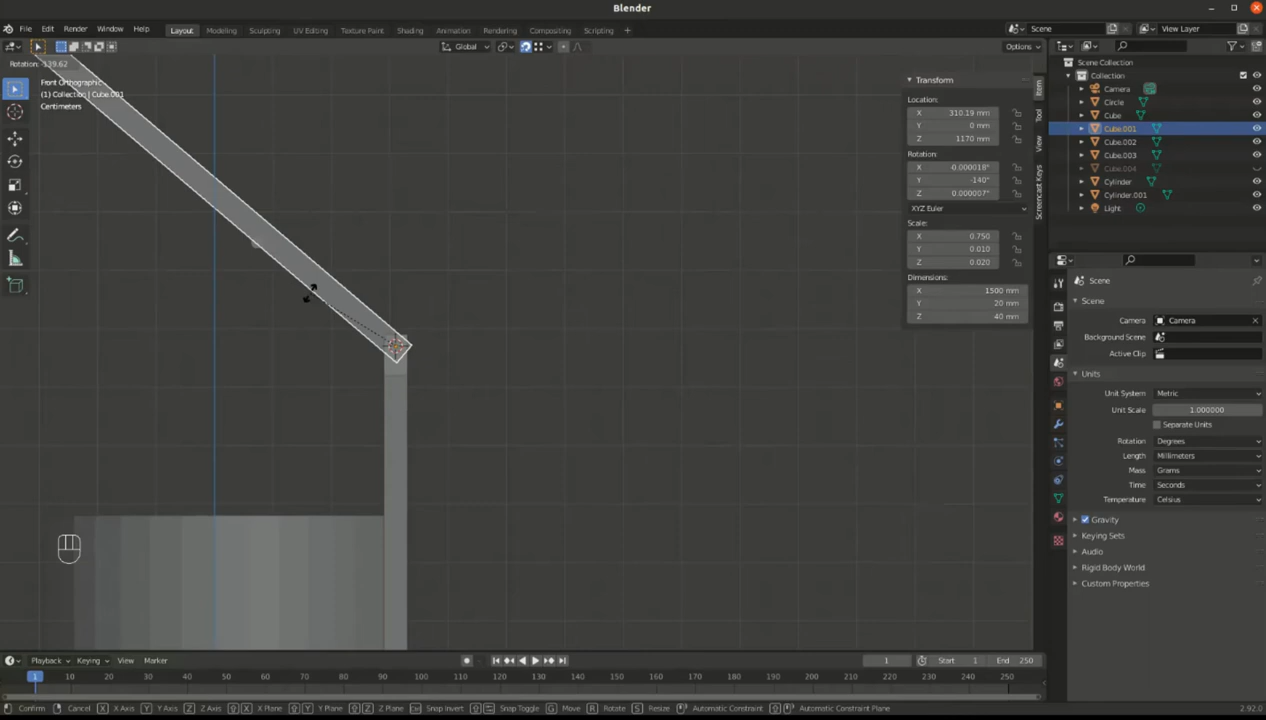 Blender
File Edit Render Window Help Layout Modeling Sculpting UV Editing Texture Paint Shading Animation Rendering Compositing Scripting + Scene View Layer
Global Options
Rotation: -139.62
Front Orthographic
(1) Collection | Cube.001
Centimeters
Transform
Location:
X 310.19 mm
Y 0 mm
Z 1170 mm
Rotation:
X -0.000018°
Y -140°
Z 0.000007°
XYZ Euler
Scale:
X 0.750
Y 0.010
Z 0.020
Dimensions:
X 1500 mm
Y 20 mm
Z 40 mm
Item
Tool
View
Screencast Keys
Scene Collection
Collection
Camera
Circle
Cube
Cube.001
Cube.002
Cube.003
Cube.004
Cylinder
Cylinder.001
Light
Scene
Scene
Camera Camera
Background Scene
Active Clip
Units
Unit System Metric
Unit Scale 1.000000
Separate Units
Rotation Degrees
Length Millimeters
Mass Grams
Time Seconds
Temperature Celsius
Gravity
Keying Sets
Audio
Rigid Body World
Custom Properties
Playback Keying View Marker 1 Start 1 End 250
1 10 20 30 40 50 60 70 80 90 100 110 120 130 140 150 160 170 180 190 200 210 220 230 240 250
Confirm Cancel X X Axis Y Y Axis Z Z Axis X X Plane Y Y Plane Z Z Plane Snap Invert Snap Toggle G Move R Rotate S Resize Automatic Constraint Automatic Constraint Plane 2.92.0